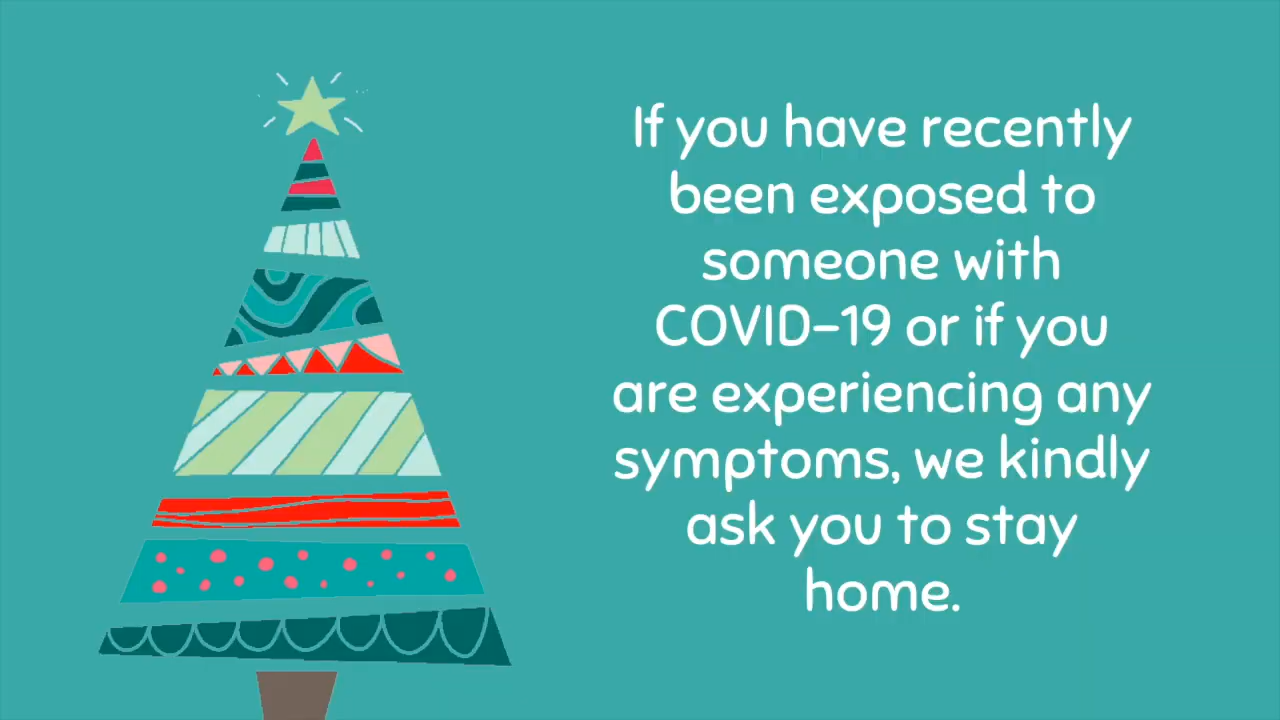 If you have recently
been exposed to
someone with
COVID-19 or if you
are experiencing any
symptoms, we kindly
ask you to stay
home.